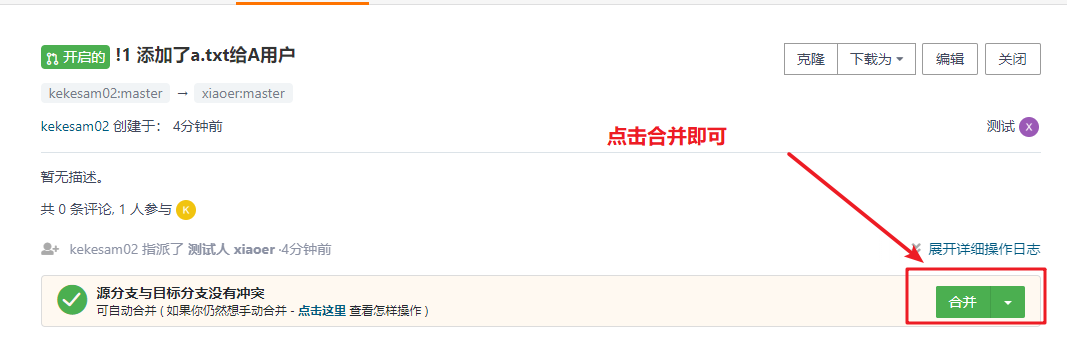 开启的 !1 添加了a.txt给A用户
克隆 下载为 编辑 关闭
kekesam02:master → xiaoer:master
kekesam02 创建于： 4分钟前
测试 X
点击合并即可
暂无描述。
共 0 条评论, 1 人参与 K
kekesam02 指派了 测试人 xiaoer ·4分钟前
展开详细操作日志
源分支与目标分支没有冲突
可自动合并 ( 如果你仍然想手动合并 - 点击这里 查看怎样操作 )
合并